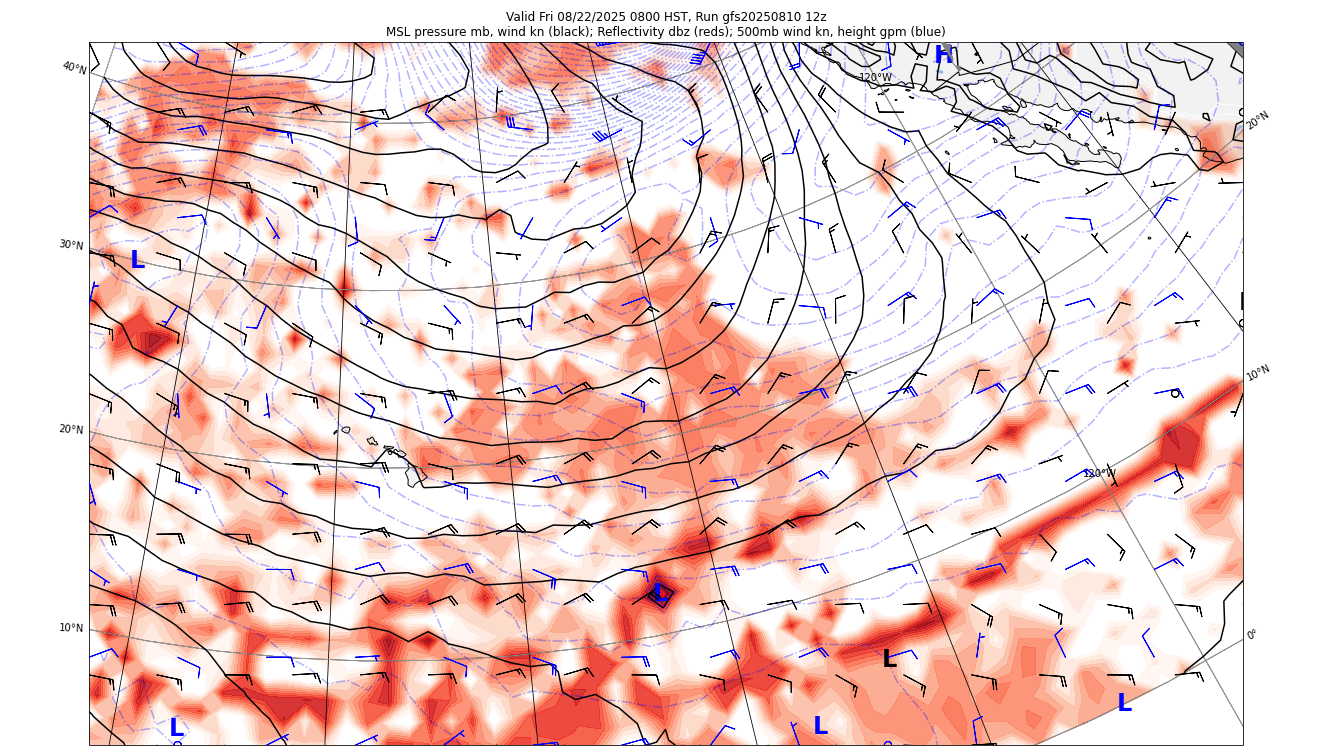 Valid Fri 08/22/2025 0800 HST, Run gfs20250810 12z
MSL pressure mb, wind kn (black); Reflectivity dbz (reds); 500mb wind kn, height gpm (blue)
H
40°N
120°W
20°N
30°N
L
10°N
20°N
120°W
L
10°N
0°
L
L
L
L